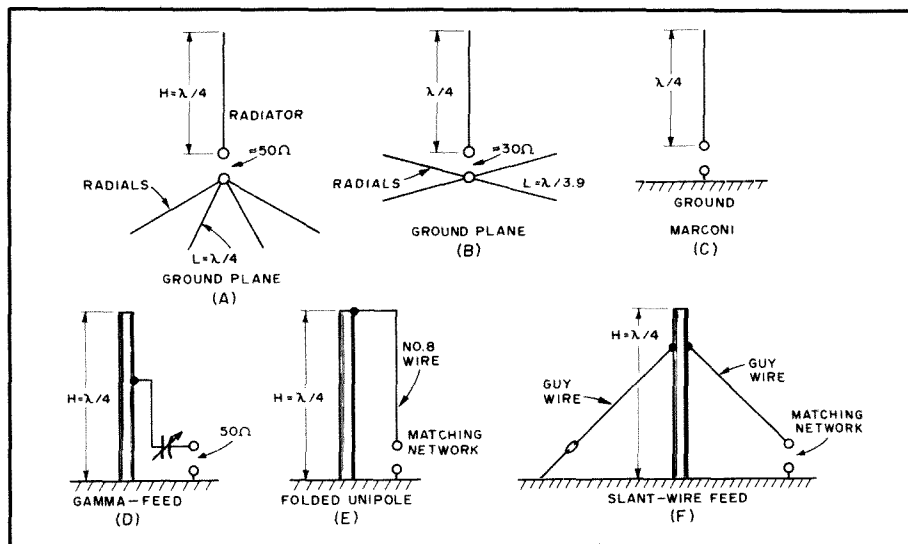 H=λ/4
RADIATOR
≈50Ω
RADIALS
L=λ/4
GROUND PLANE
(A)
λ/4
≈30Ω
RADIALS
L=λ/3.9
GROUND PLANE
(B)
λ/4
GROUND
MARCONI
(C)
H=λ/4
50Ω
GAMMA-FEED
(D)
H=λ/4
NO.8
WIRE
MATCHING
NETWORK
FOLDED UNIPOLE
(E)
H=λ/4
GUY
WIRE
GUY
WIRE
MATCHING
NETWORK
SLANT-WIRE FEED
(F)